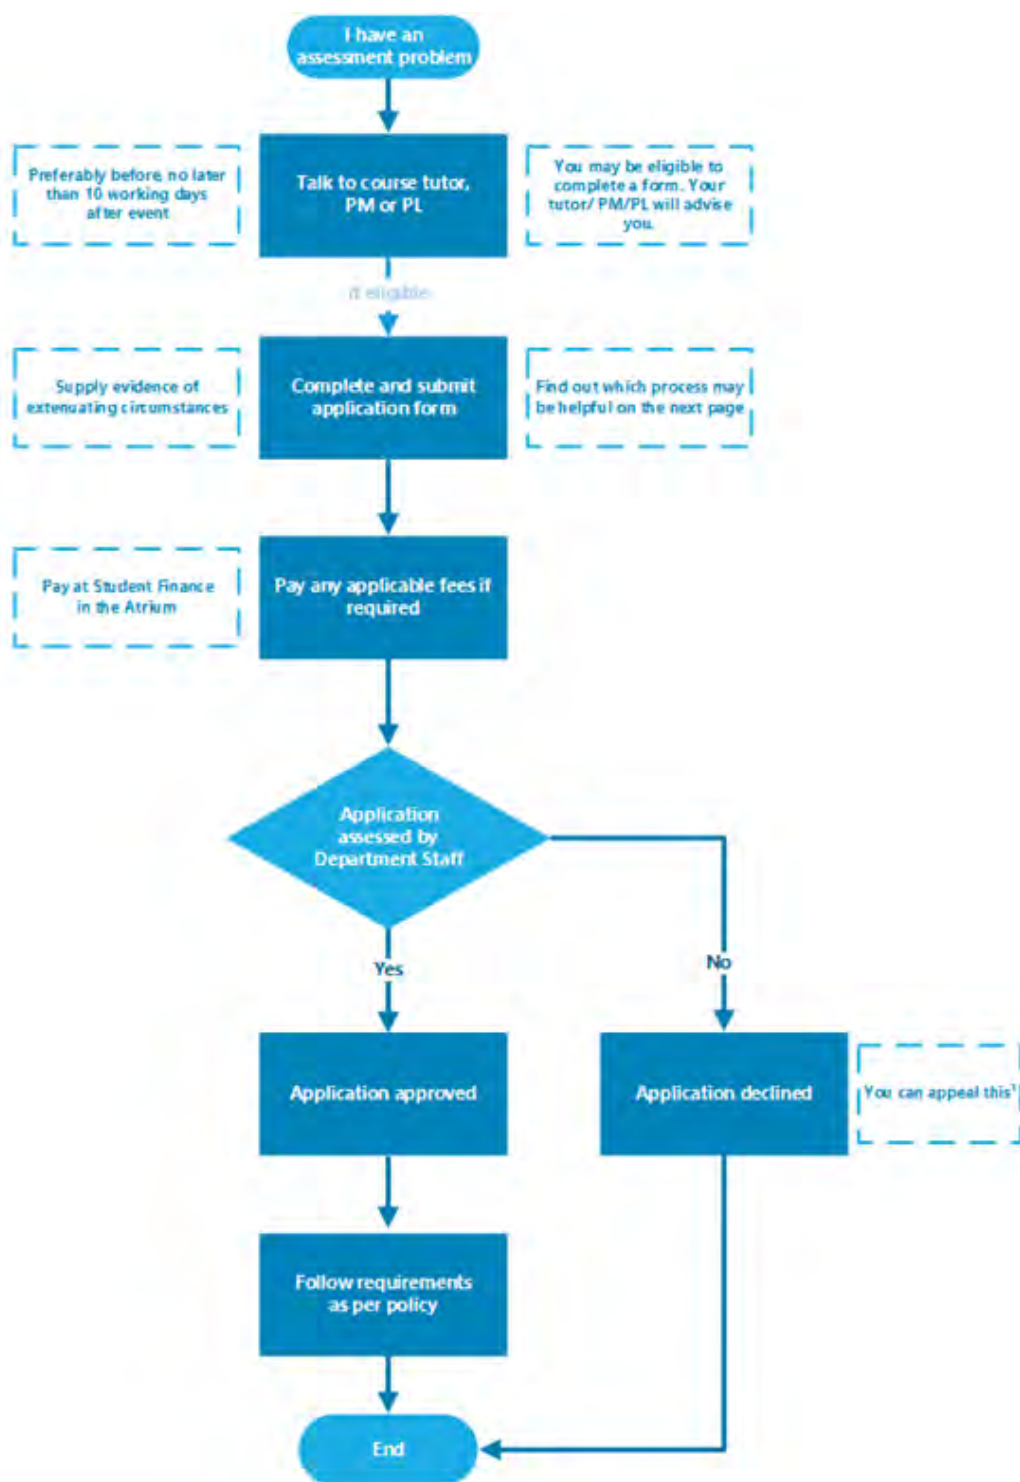 I have an
assessment problem
Preferably before, no later
than 10 working days
after event
Talk to course tutor,
PM or PL
You may be eligible to
complete a form. Your
tutor/ PM/PL will advise
you.
if eligible
Supply evidence of
extenuating circumstances
Complete and submit
application form
Find out which process may
be helpful on the next page
Pay at Student Finance
in the Atrium
Pay any applicable fees if
required
Application
assessed by
Department Staff
Yes
No
Application approved
Application declined
You can appeal this¹
Follow requirements
as per policy
End